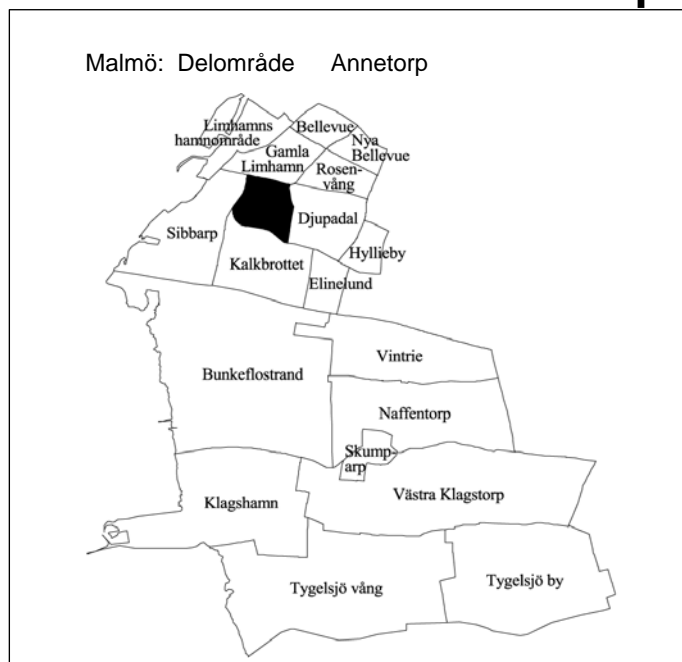 Malmö: Delområde Annetorp
Limhamns
hamnområde
Bellevue
Nya
Bellevue
Gamla
Limhamn
Rosen-
vång
Djupadal
Sibbarp
Hyllieby
Kalkbrottet
Elinelund
Vintrie
Bunkeflostrand
Naffentorp
Skump-
arp
Klagshamn
Västra Klagstorp
Tygelsjö vång
Tygelsjö by